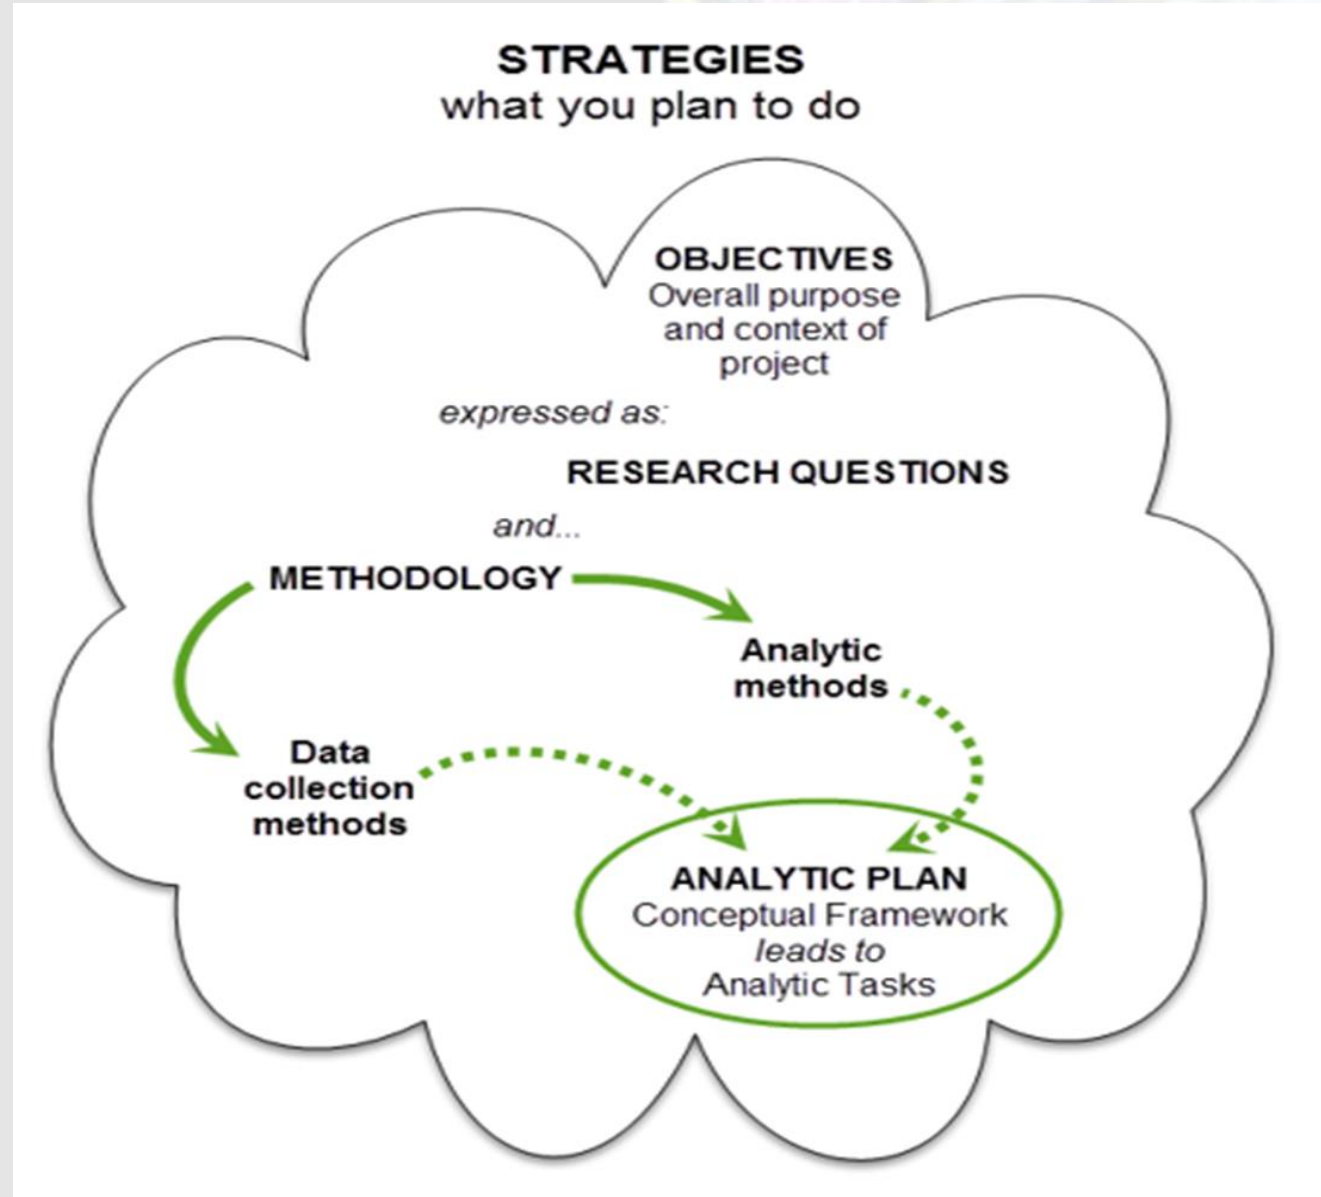 STRATEGIES
what you plan to do
OBJECTIVES
Overall purpose
and context of
project
expressed as:
RESEARCH QUESTIONS
and...
METHODOLOGY
Analytic
methods
Data
collection
methods
ANALYTIC PLAN
Conceptual Framework
leads to
Analytic Tasks